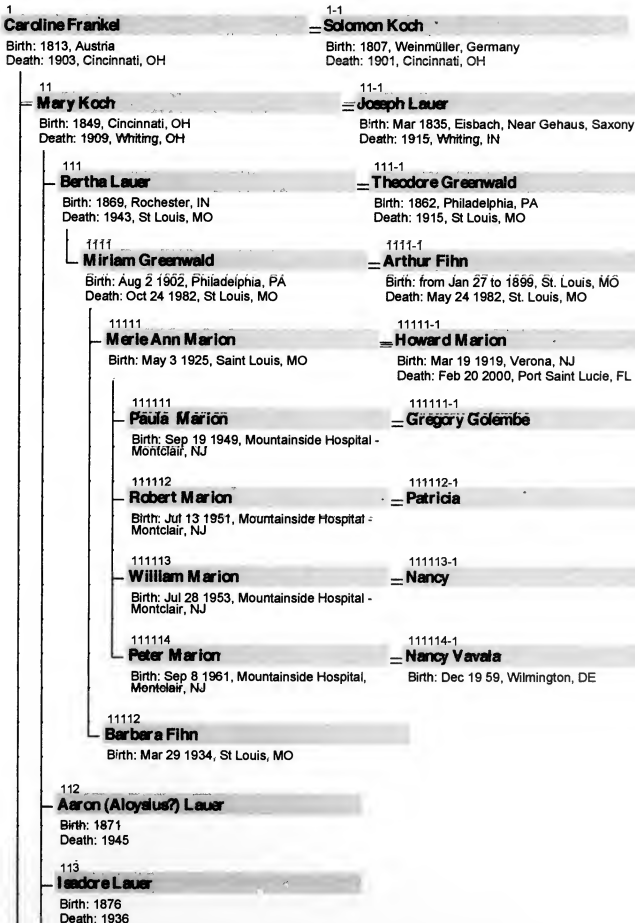 1 1-1
Caroline Frankel = Solomon Koch
Birth: 1813, Austria Birth: 1807, Weinmüller, Germany
Death: 1903, Cincinnati, OH Death: 1901, Cincinnati, OH
11 11-1
= Mary Koch = Joseph Lauer
Birth: 1849, Cincinnati, OH Birth: Mar 1835, Eisbach, Near Gehaus, Saxony
Death: 1909, Whiting, OH Death: 1915, Whiting, IN
111 111-1
Bertha Lauer = Theodore Greenwald
Birth: 1869, Rochester, IN Birth: 1862, Philadelphia, PA
Death: 1943, St Louis, MO Death: 1915, St Louis, MO
1111 1111-1
Miriam Greenwald = Arthur Fihn
Birth: Aug 2 1902, Philadelphia, PA Birth: from Jan 27 to 1899, St. Louis, MO
Death: Oct 24 1982, St Louis, MO Death: May 24 1982, St. Louis, MO
11111 11111-1
Merle Ann Marion = Howard Marion
Birth: May 3 1925, Saint Louis, MO Birth: Mar 19 1919, Verona, NJ
Death: Feb 20 2000, Port Saint Lucie, FL
111111 111111-1
Paula Marion = Gregory Golembe
Birth: Sep 19 1949, Mountainside Hospital -
Montclair, NJ
111112 111112-1
Robert Marion = Patricia
Birth: Jul 13 1951, Mountainside Hospital -
Montclair, NJ
111113 111113-1
William Marion = Nancy
Birth: Jul 28 1953, Mountainside Hospital -
Montclair, NJ
111114 111114-1
Peter Marion = Nancy Vavala
Birth: Sep 8 1961, Mountainside Hospital, Birth: Dec 19 59, Wilmington, DE
Montclair, NJ
11112
Barbara Fihn
Birth: Mar 29 1934, St Louis, MO
112
Aaron (Aloysius?) Lauer
Birth: 1871
Death: 1945
113
Isadore Lauer
Birth: 1876
Death: 1936